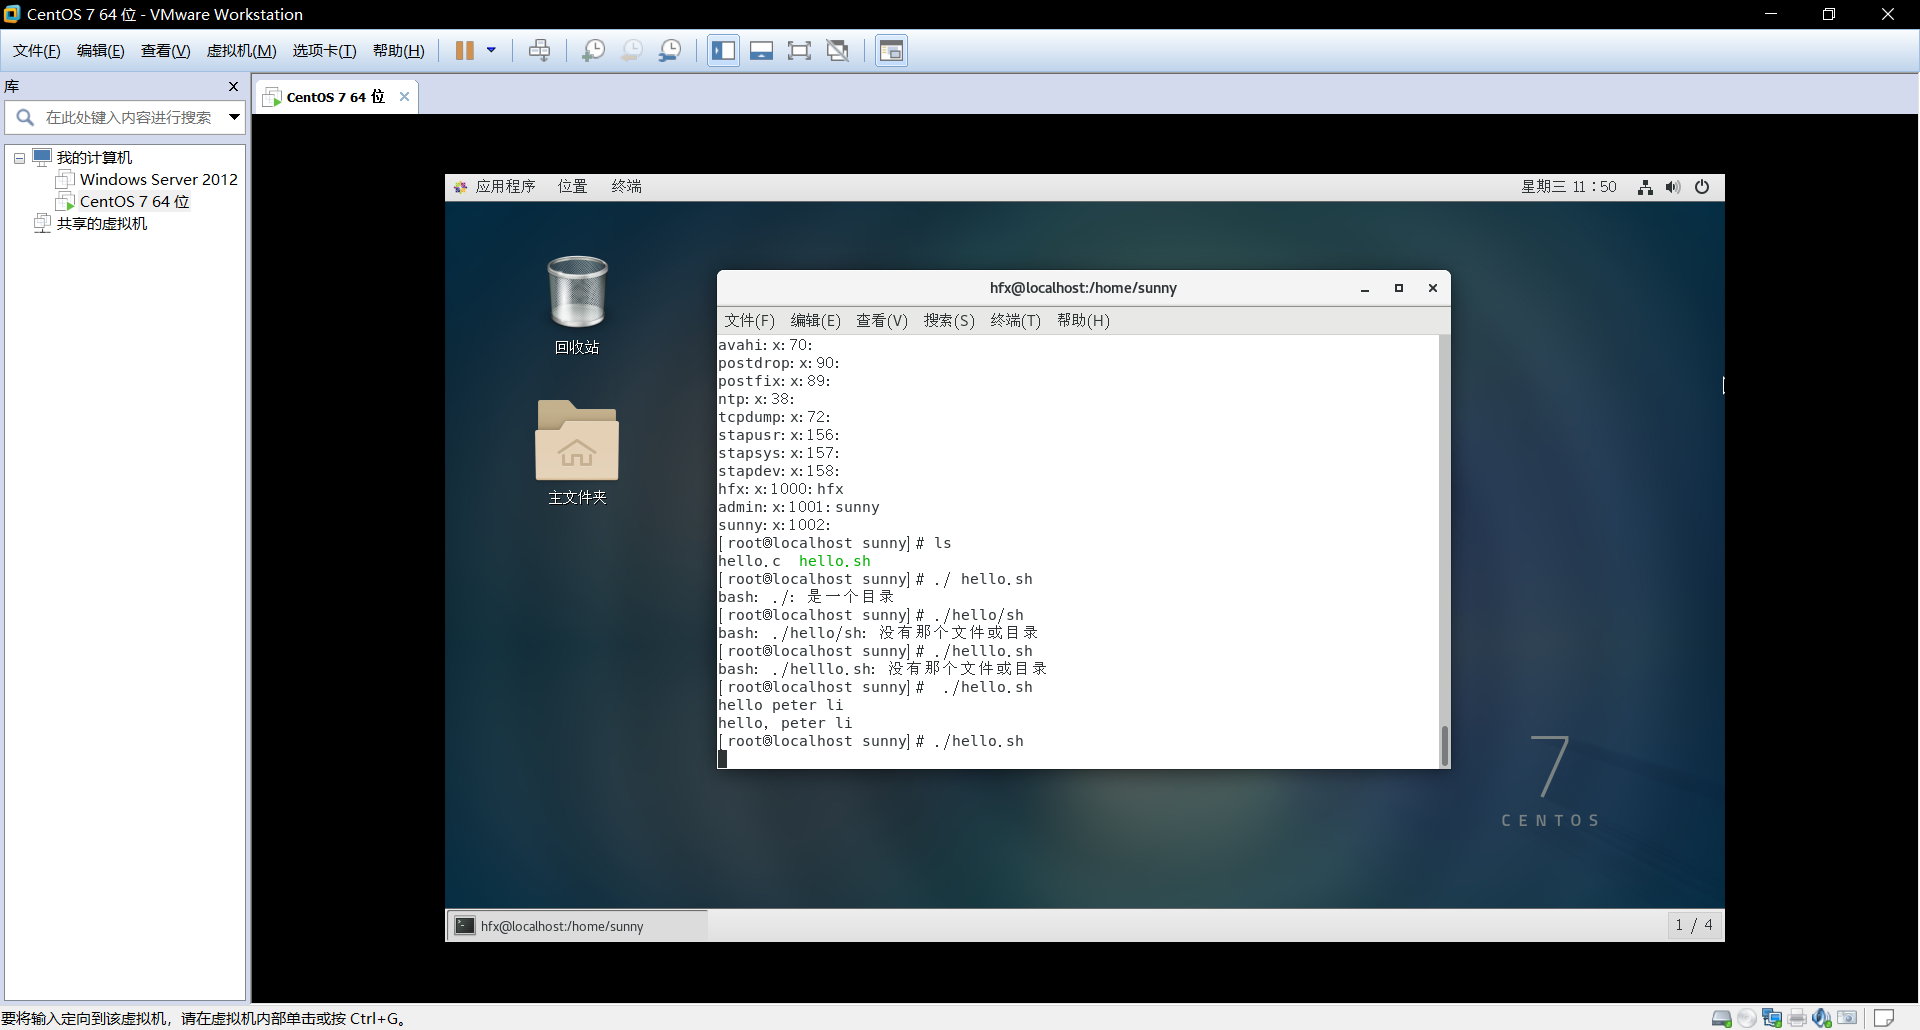 CentOS 7 64 位 - VMware Workstation
文件(F) 编辑(E) 查看(V) 虚拟机(M) 选项卡(T) 帮助(H)
库
在此处键入内容进行搜索
我的计算机
Windows Server 2012
CentOS 7 64 位
共享的虚拟机
CentOS 7 64 位
应用程序 位置 终端
星期三 11：50
回收站
主文件夹
hfx@localhost:/home/sunny
文件(F) 编辑(E) 查看(V) 搜索(S) 终端(T) 帮助(H)
avahi:x:70:
postdrop:x:90:
postfix:x:89:
ntp:x:38:
tcpdump:x:72:
stapusr:x:156:
stapsys:x:157:
stapdev:x:158:
hfx:x:1000:hfx
admin:x:1001:sunny
sunny:x:1002:
[root@localhost sunny]# ls
hello.c  hello.sh
[root@localhost sunny]# ./ hello.sh
bash: ./: 是一个目录
[root@localhost sunny]# ./hello/sh
bash: ./hello/sh: 没有那个文件或目录
[root@localhost sunny]# ./helllo.sh
bash: ./helllo.sh: 没有那个文件或目录
[root@localhost sunny]#  ./hello.sh
hello peter li
hello, peter li
[root@localhost sunny]# ./hello.sh
7
CENTOS
hfx@localhost:/home/sunny
1 / 4
要将输入定向到该虚拟机，请在虚拟机内部单击或按 Ctrl+G。